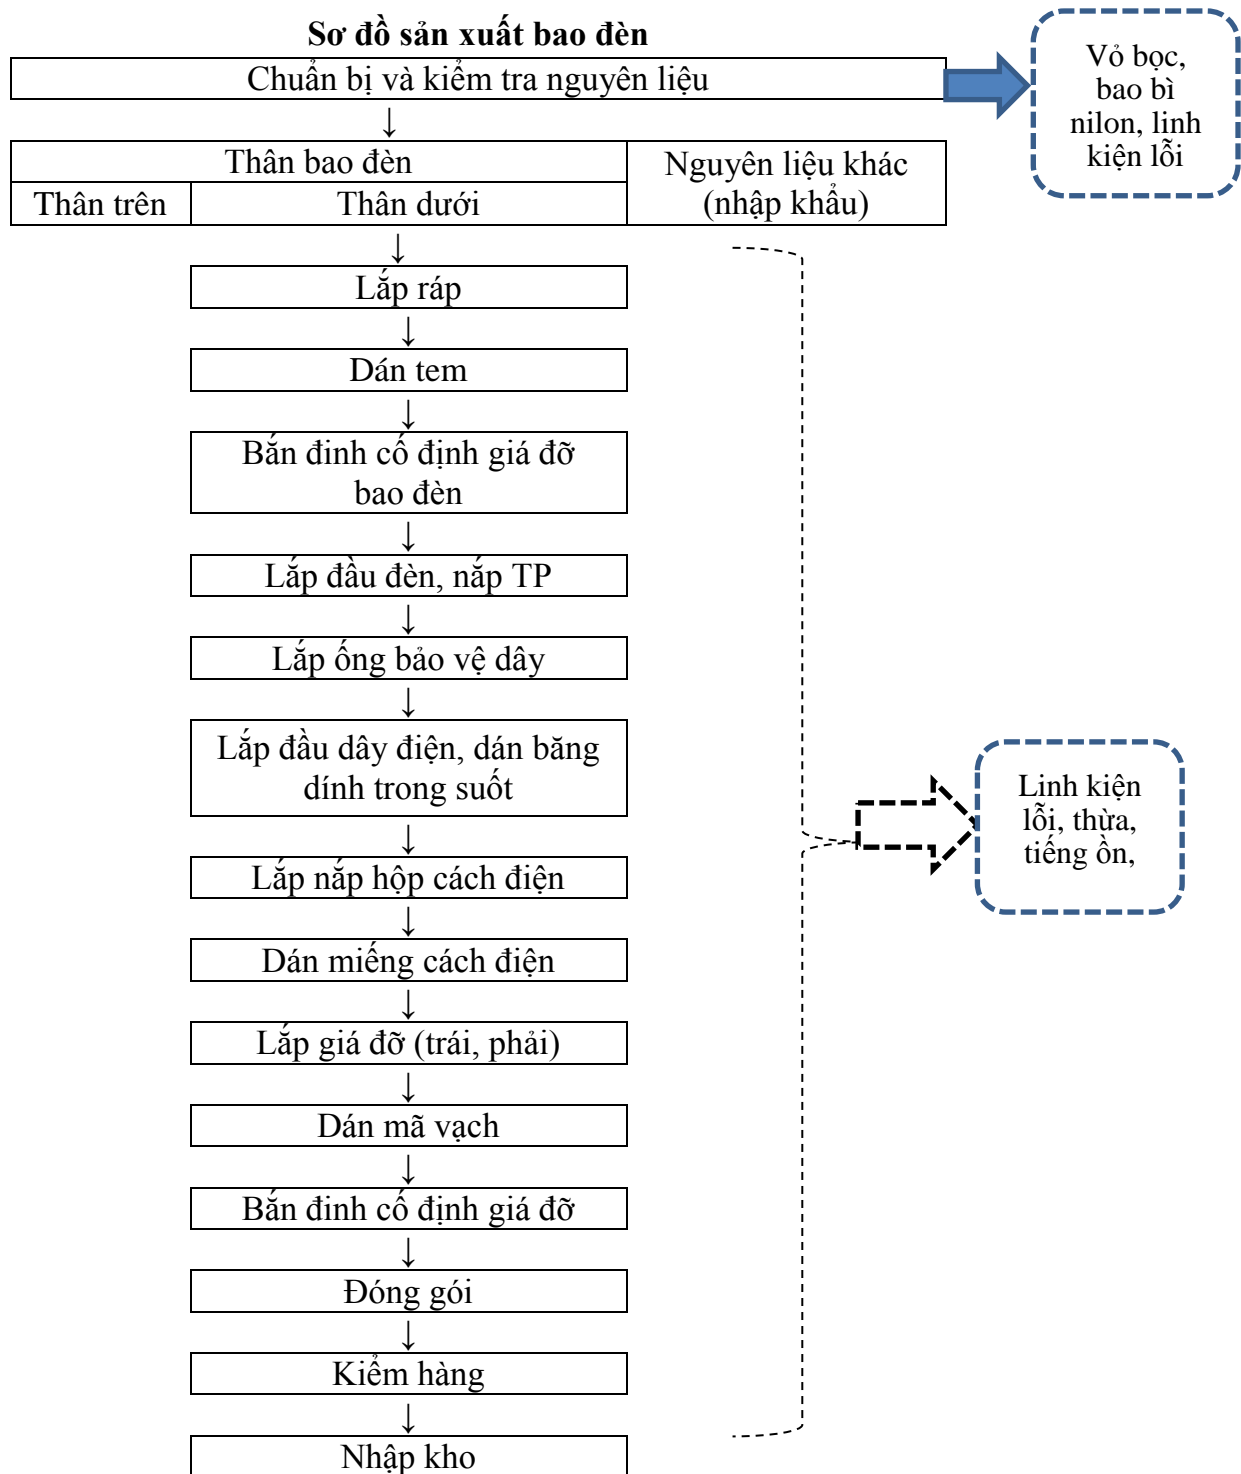 Sơ đồ sản xuất bao đèn
Chuẩn bị và kiểm tra nguyên liệu
Vỏ bọc,
bao bì
nilon, linh
kiện lỗi
↓
Thân bao đèn
Nguyên liệu khác
(nhập khẩu)
Thân trên
Thân dưới
↓
Lắp ráp
↓
Dán tem
↓
Bắn đinh cố định giá đỡ
bao đèn
↓
Lắp đầu đèn, nắp TP
↓
Lắp ống bảo vệ dây
↓
Lắp đầu dây điện, dán băng
dính trong suốt
↓
Lắp nắp hộp cách điện
↓
Dán miếng cách điện
↓
Lắp giá đỡ (trái, phải)
↓
Dán mã vạch
↓
Bắn đinh cố định giá đỡ
↓
Đóng gói
↓
Kiểm hàng
↓
Nhập kho
Linh kiện
lỗi, thừa,
tiếng ồn,